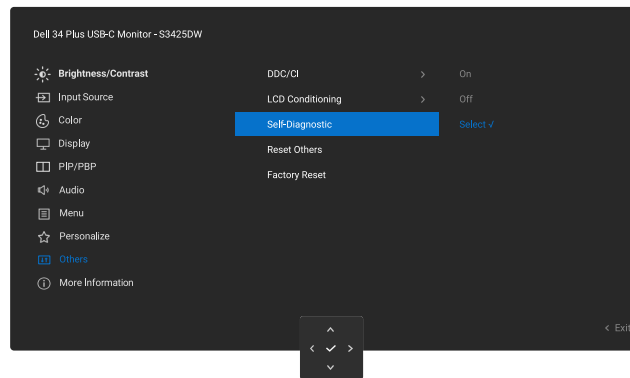 Dell 34 Plus USB-C Monitor - S3425DW
Brightness/Contrast
DDC/CI > On
Input Source
LCD Conditioning > Off
Color
Self-Diagnostic
Select √
Display
Reset Others
PIP/PBP
Factory Reset
Audio
Menu
Personalize
Others
More Information
< Exit